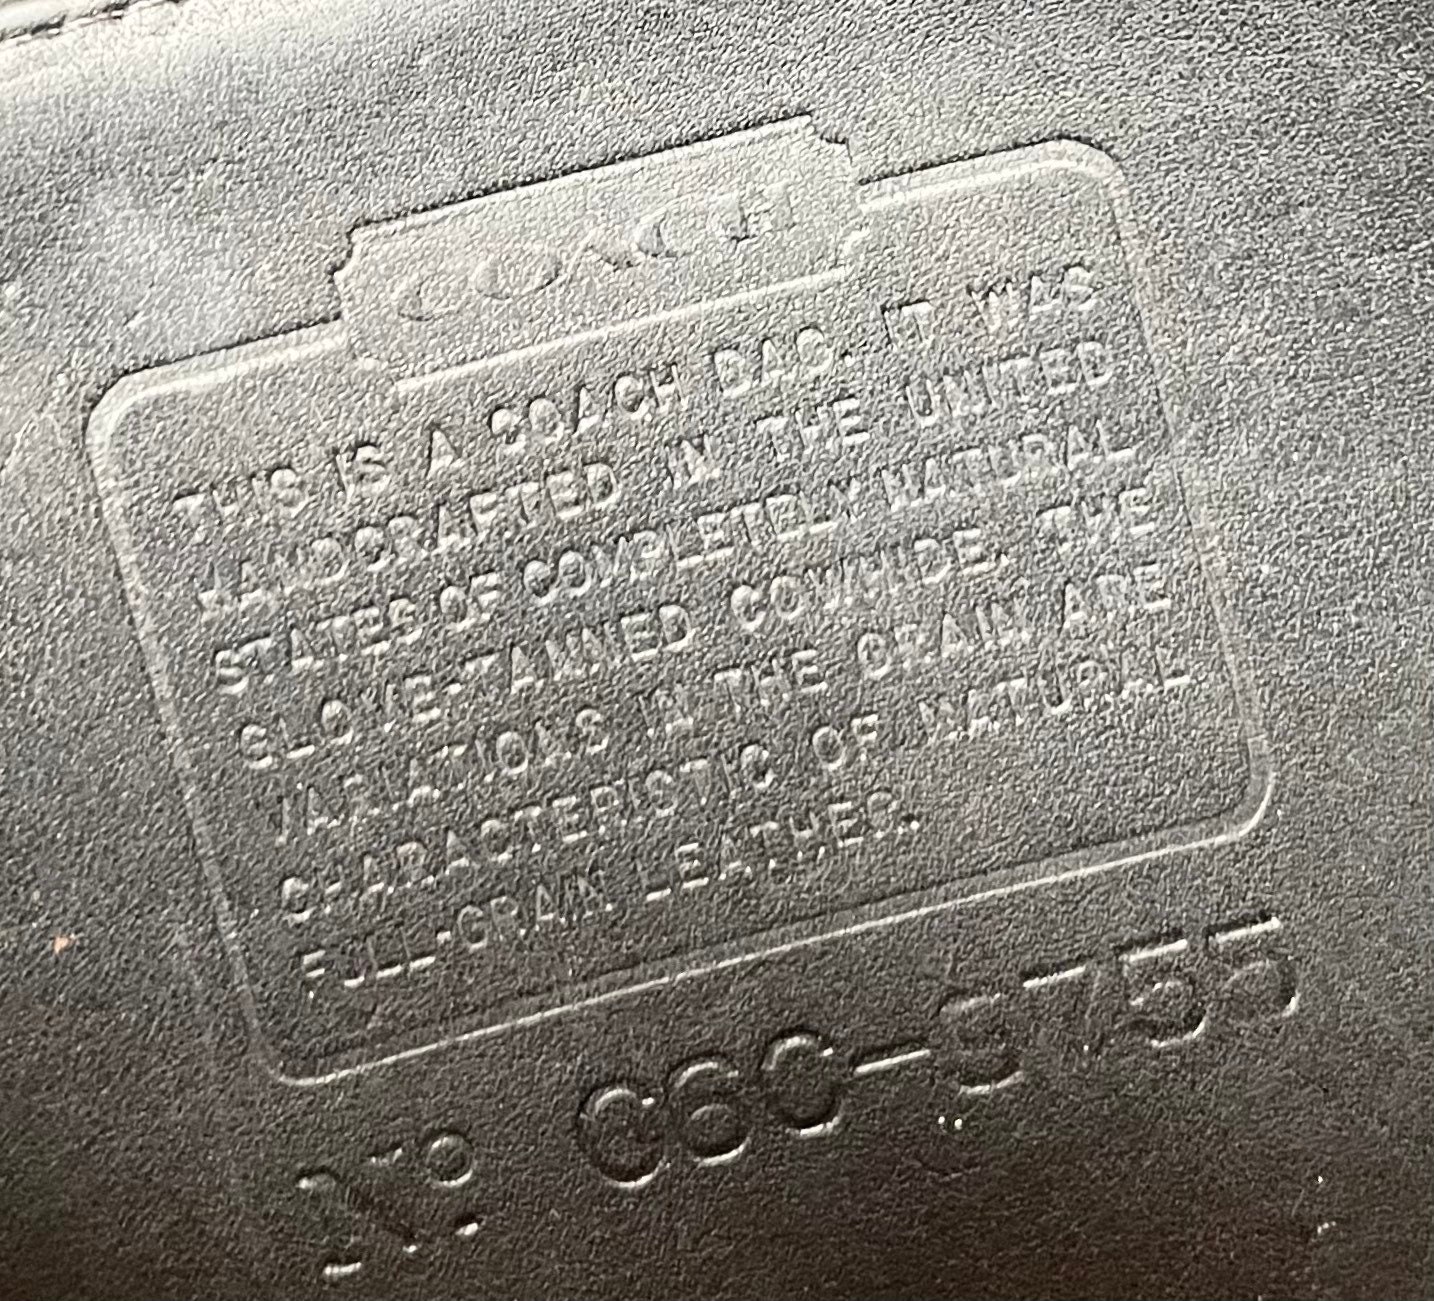 COACH
THIS IS A COACH BAG. IT WAS
HANDCRAFTED IN THE UNITED
STATES OF COMPLETELY NATURAL
GLOVE-TANNED COWHIDE. THE
VARIATIONS IN THE GRAIN ARE
CHARACTERISTIC OF NATURAL
FULL-GRAIN LEATHER.
Nº C6C-9755